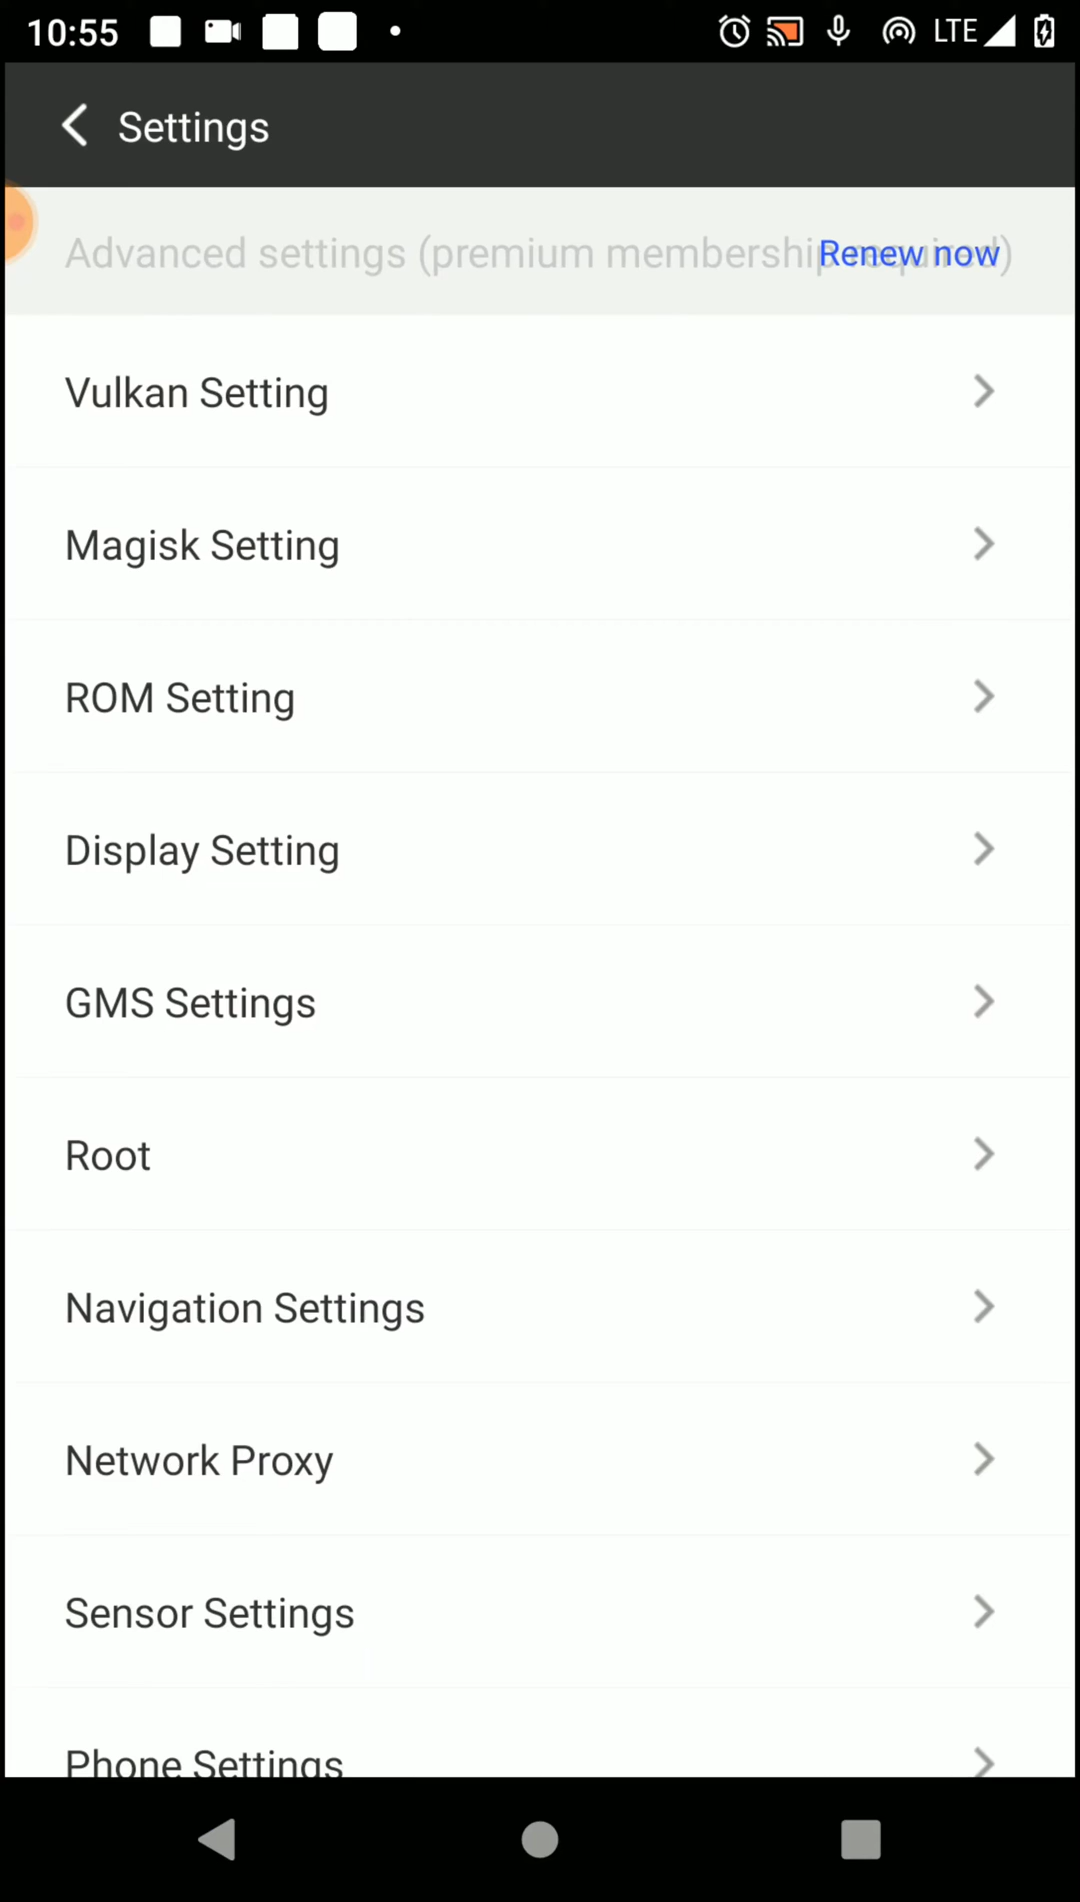 10:55 LTE
Settings
Advanced settings (premium membership required) Renew now
Vulkan Setting
Magisk Setting
ROM Setting
Display Setting
GMS Settings
Root
Navigation Settings
Network Proxy
Sensor Settings
Phone Settings